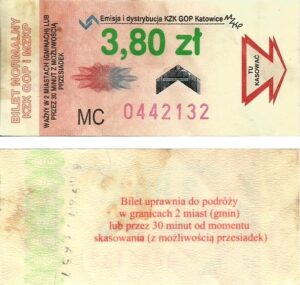 Emisja i dystrybucja KZK GOP Katowice
3,80 zł
BILET NORMALNY
KZK GOP i MZKP
WAŻNY W 2 MIASTACH (GMINACH) LUB
PRZEZ 30 MINUT Z MOŻLIWOŚCIĄ
PRZESIADEK
MC 0442132
TU
KASOWAĆ
Bilet uprawnia do podróży
w granicach 2 miast (gmin)
lub przez 30 minut od momentu
skasowania (z możliwością przesiadek)